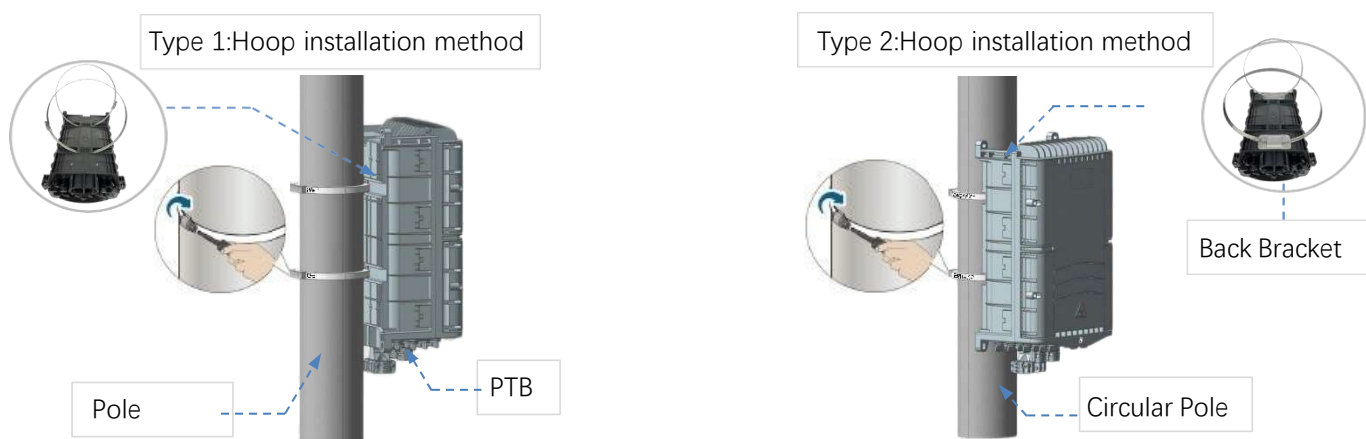 Type 1:Hoop installation method
Type 2:Hoop installation method
Back Bracket
PTB
Pole
Circular Pole